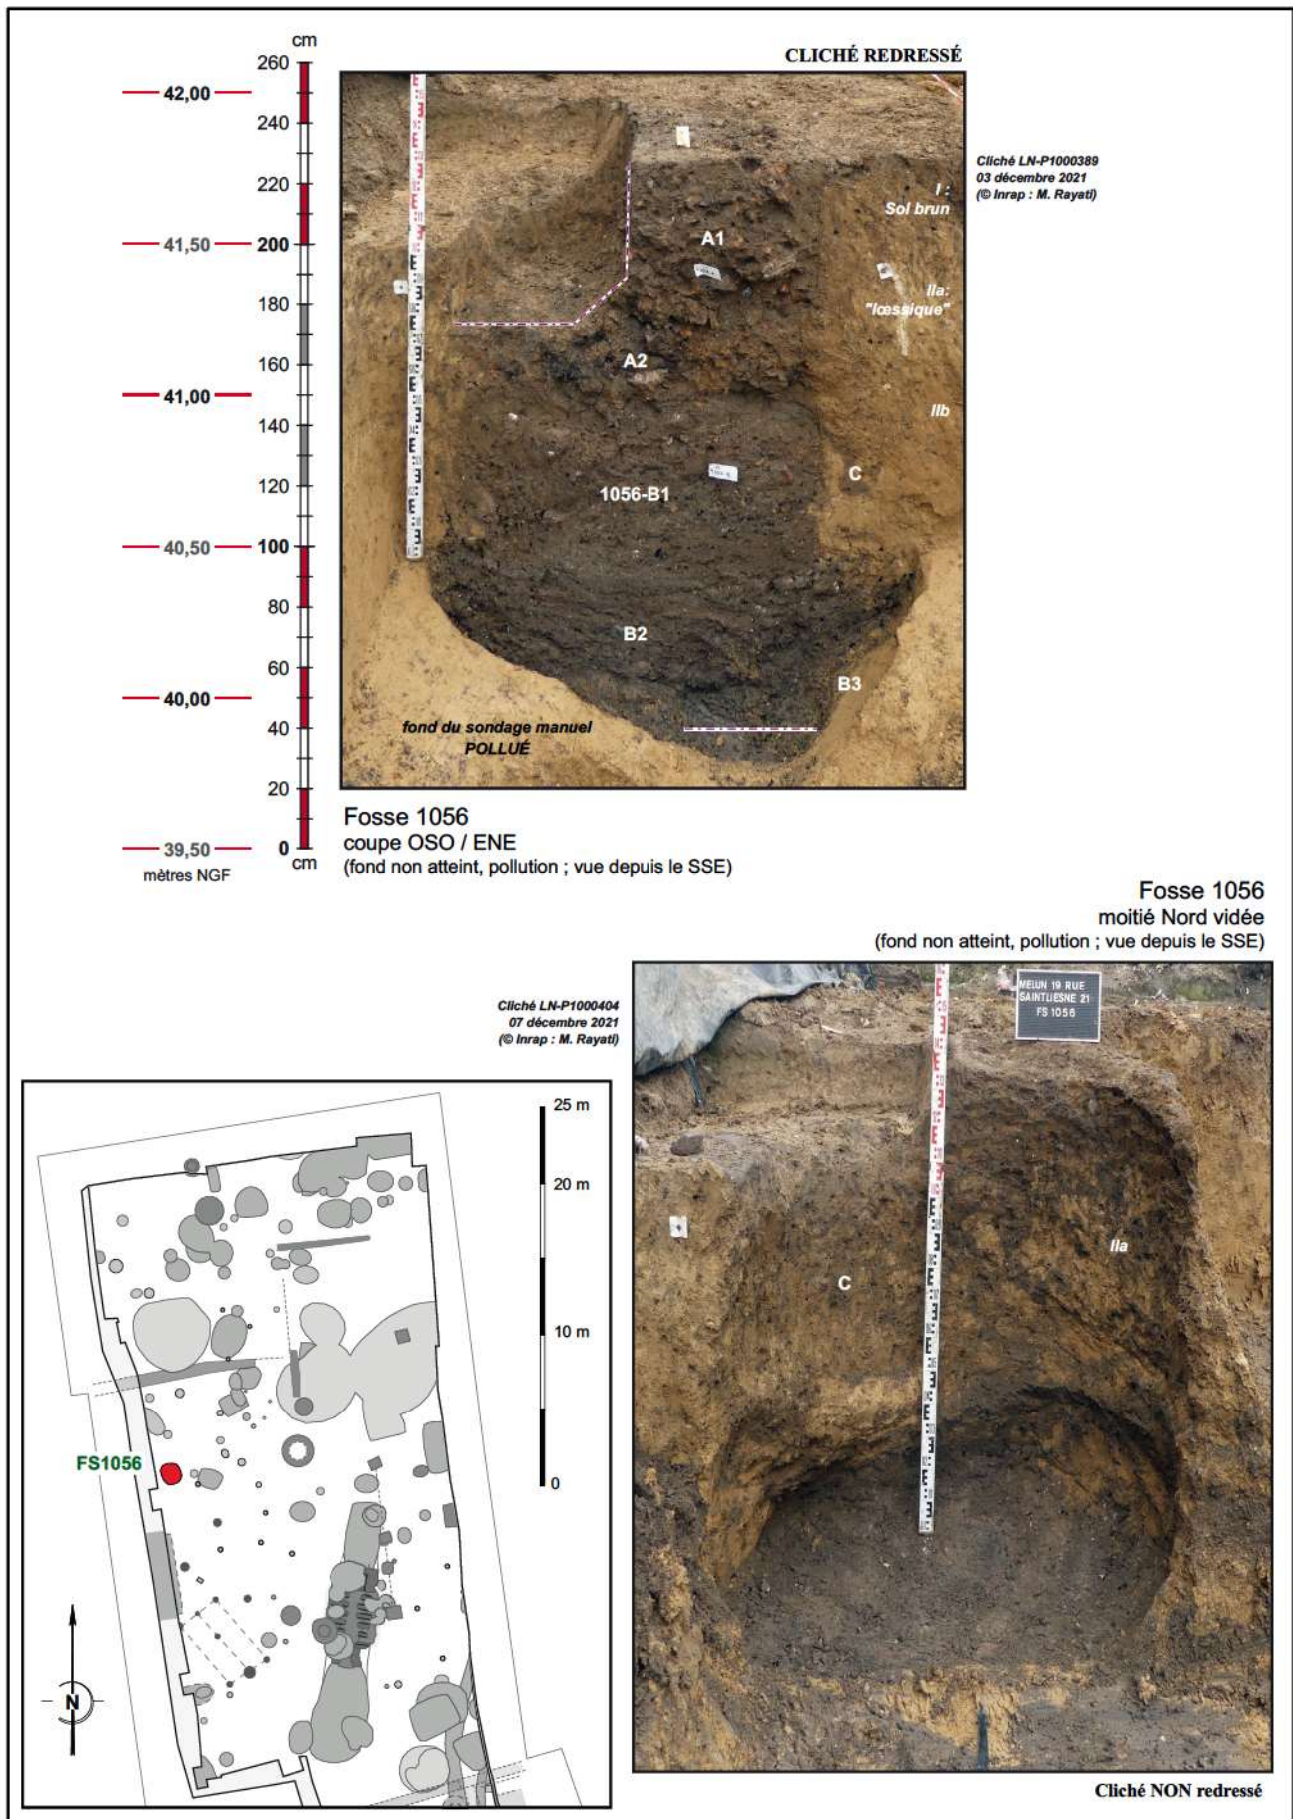 cm
CLICHÉ REDRESSÉ
260
42,00
240
220
41,50
200
180
160
41,00
140
120
40,50
100
80
60
40,00
40
20
39,50
0
cm
mètres NGF
Cliché LN-P1000389
03 décembre 2021
(© Inrap : M. Rayati)
I :
Sol brun
A1
IIa:
"lœssique"
A2
IIb
C
1056-B1
B2
B3
fond du sondage manuel
POLLUÉ
Fosse 1056
coupe OSO / ENE
(fond non atteint, pollution ; vue depuis le SSE)
Fosse 1056
moitié Nord vidée
(fond non atteint, pollution ; vue depuis le SSE)
Cliché LN-P1000404
07 décembre 2021
(© Inrap : M. Rayati)
MELUN 19 RUE
SAINTLIESNE 21
FS 1056
IIa
C
25 m
20 m
10 m
0
FS1056
N
Cliché NON redressé